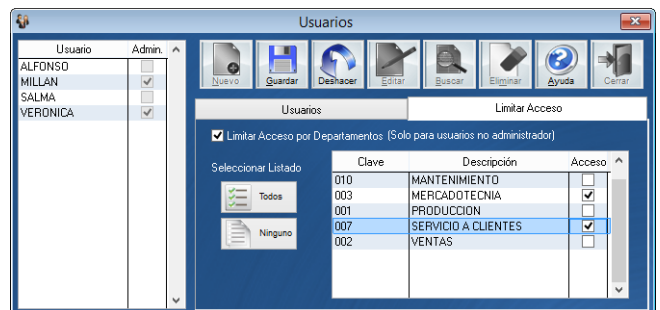 Usuarios
Usuario Admin.
ALFONSO
MILLAN
SALMA
VERONICA
Nuevo Guardar Deshacer Editar Buscar Eliminar Ayuda Cerrar
Usuarios Limitar Acceso
Limitar Acceso por Departamentos (Solo para usuarios no administrador)
Seleccionar Listado
Todos
Ninguno
Clave Descripción Acceso
010 MANTENIMIENTO
003 MERCADOTECNIA
001 PRODUCCION
007 SERVICIO A CLIENTES
002 VENTAS